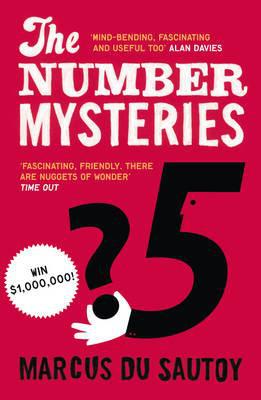 The
NUMBER
MYSTERIES
‘MIND-BENDING, FASCINATING
AND USEFUL TOO’ ALAN DAVIES
‘FASCINATING, FRIENDLY. THERE
ARE NUGGETS OF WONDER’
TIME OUT
?5
WIN
$1,000,000!
MARCUS DU SAUTOY